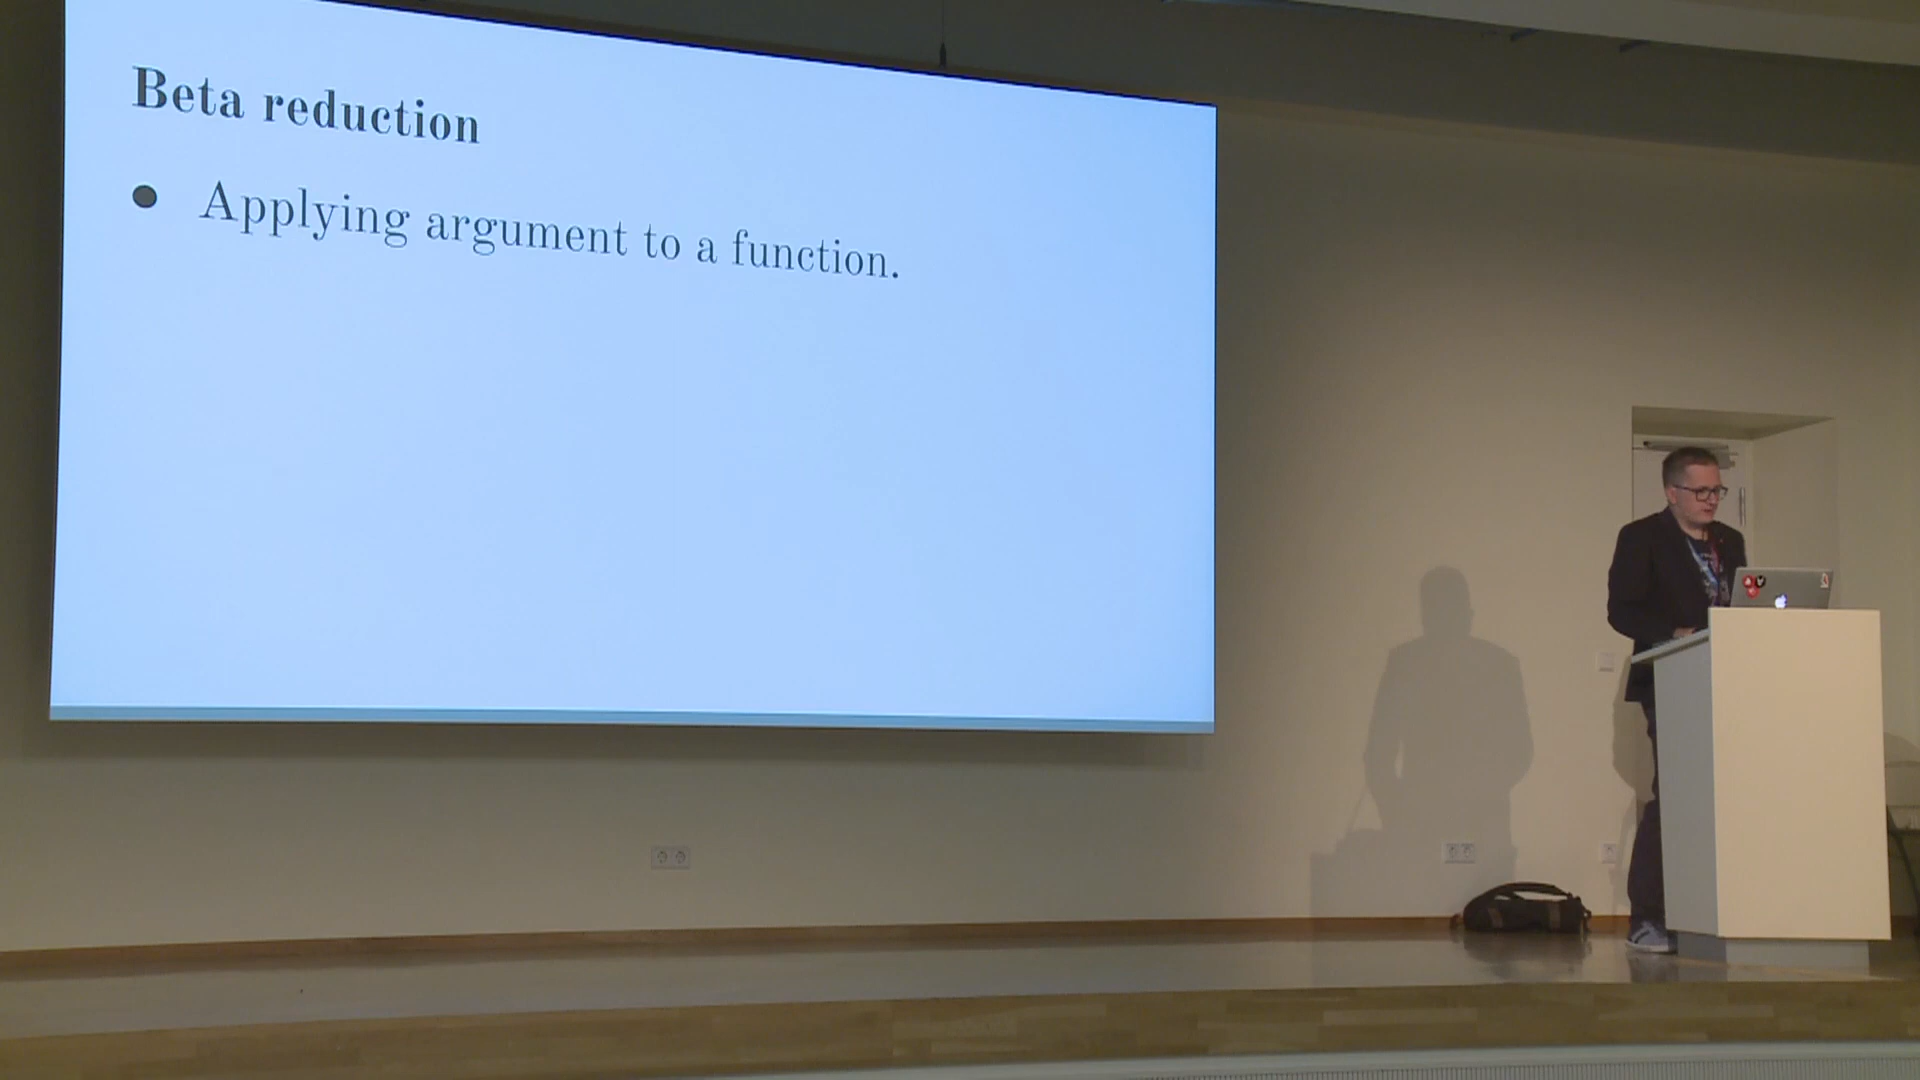 Beta reduction
● Applying argument to a function.